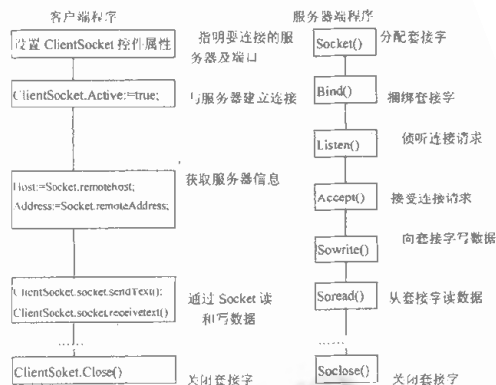 客户端程序
服务器端程序
设置 ClientSocket 控件属性
指明要连接的服
务器及端口
Socket()
分配套接字
ClientSocket.Active:=true;
与服务器建立连接
Bind()
捆绑套接字
Listen()
侦听连接请求
Host:=Socket.remotehost;
Address:=Socket.remoteAddress;
获取服务器信息
Accept()
接受连接请求
Sowrite()
向套接字写数据
ClientSocket.socket.sendText();
ClientSocket.socket.receivetext()
通过 Socket 读
和写数据
Soread()
从套接字读数据
......
......
ClientSoket.Close()
关闭套接字
Soclose()
关闭套接字